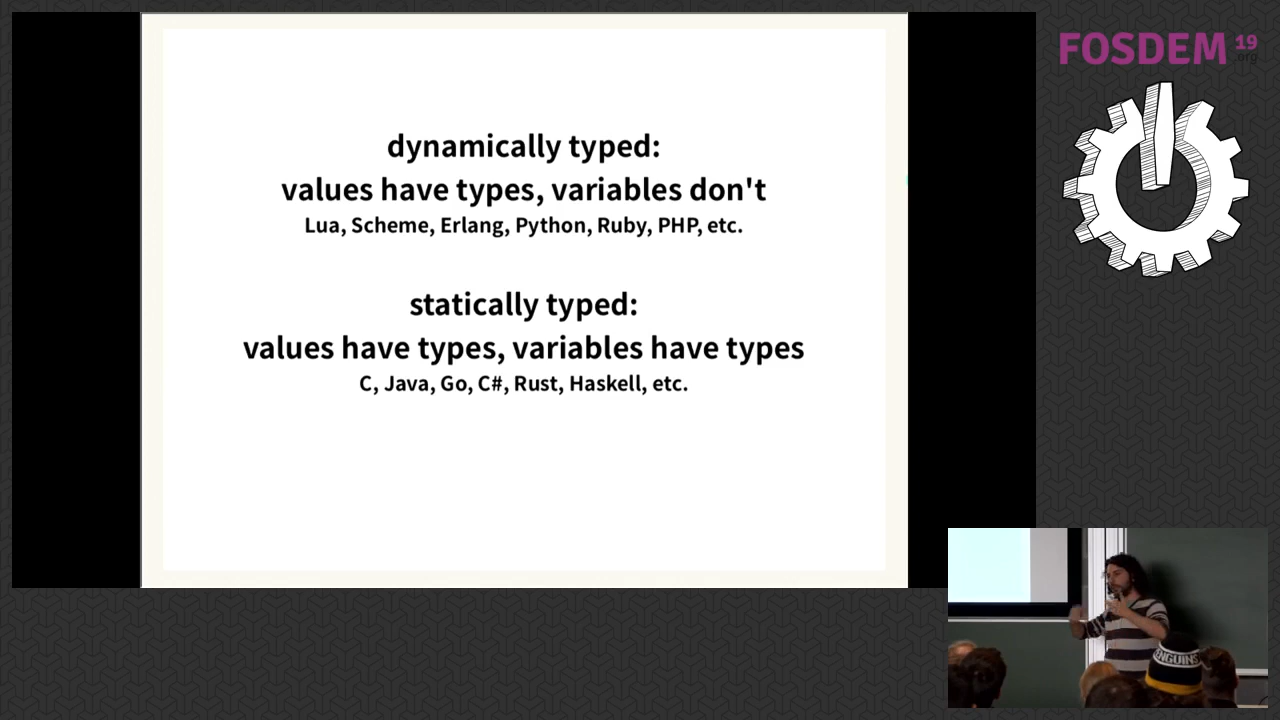 dynamically typed:
values have types, variables don't
Lua, Scheme, Erlang, Python, Ruby, PHP, etc.
statically typed:
values have types, variables have types
C, Java, Go, C#, Rust, Haskell, etc.
FOSDEM 19
.org
PENGUINS